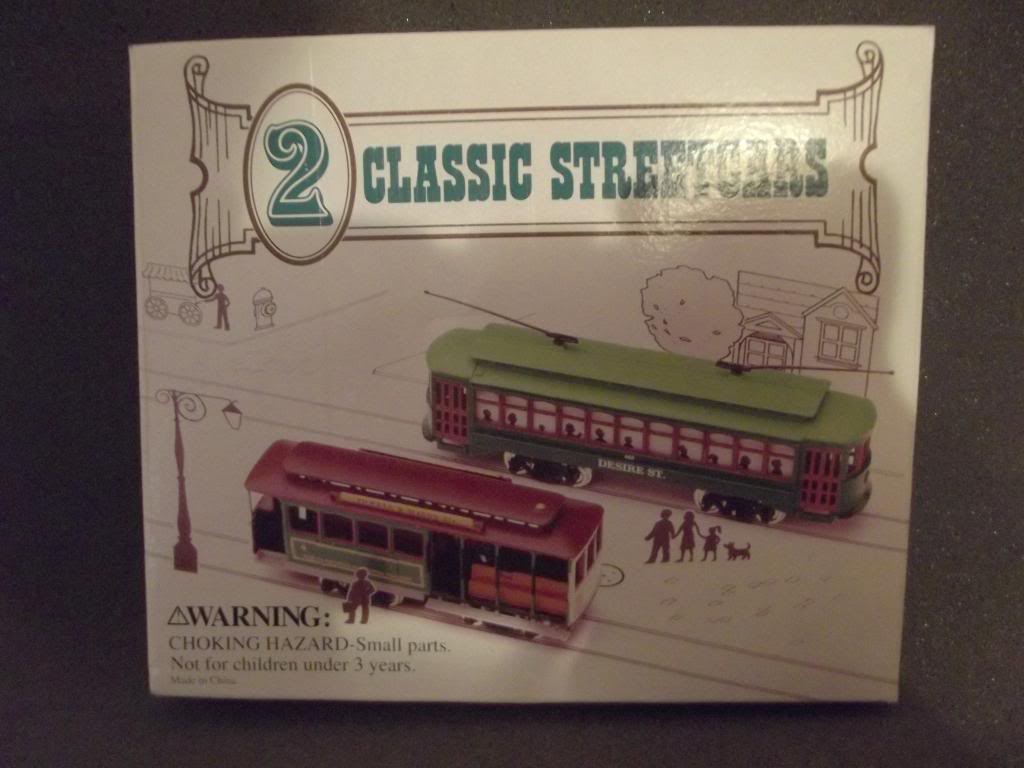 2 CLASSIC STREETCARS
DESIRE ST.
⚠WARNING:
CHOKING HAZARD-Small parts.
Not for children under 3 years.
Made in China